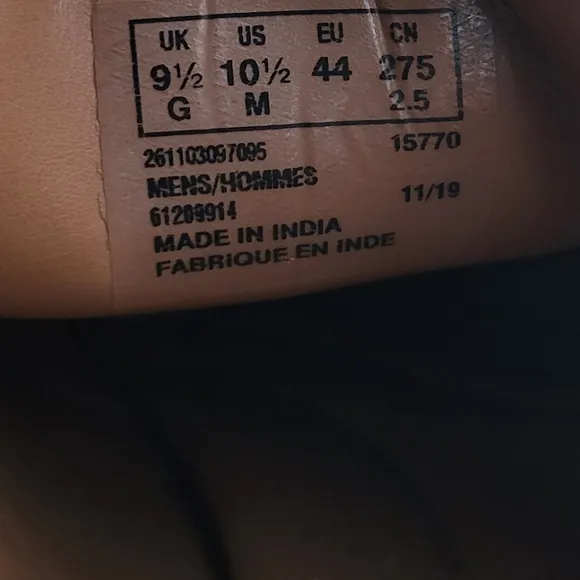 UK US EU CN
9½ 10½ 44 275
G M 2.5
261103097095 15770
MENS/HOMMES
61209914 11/19
MADE IN INDIA
FABRIQUE EN INDE